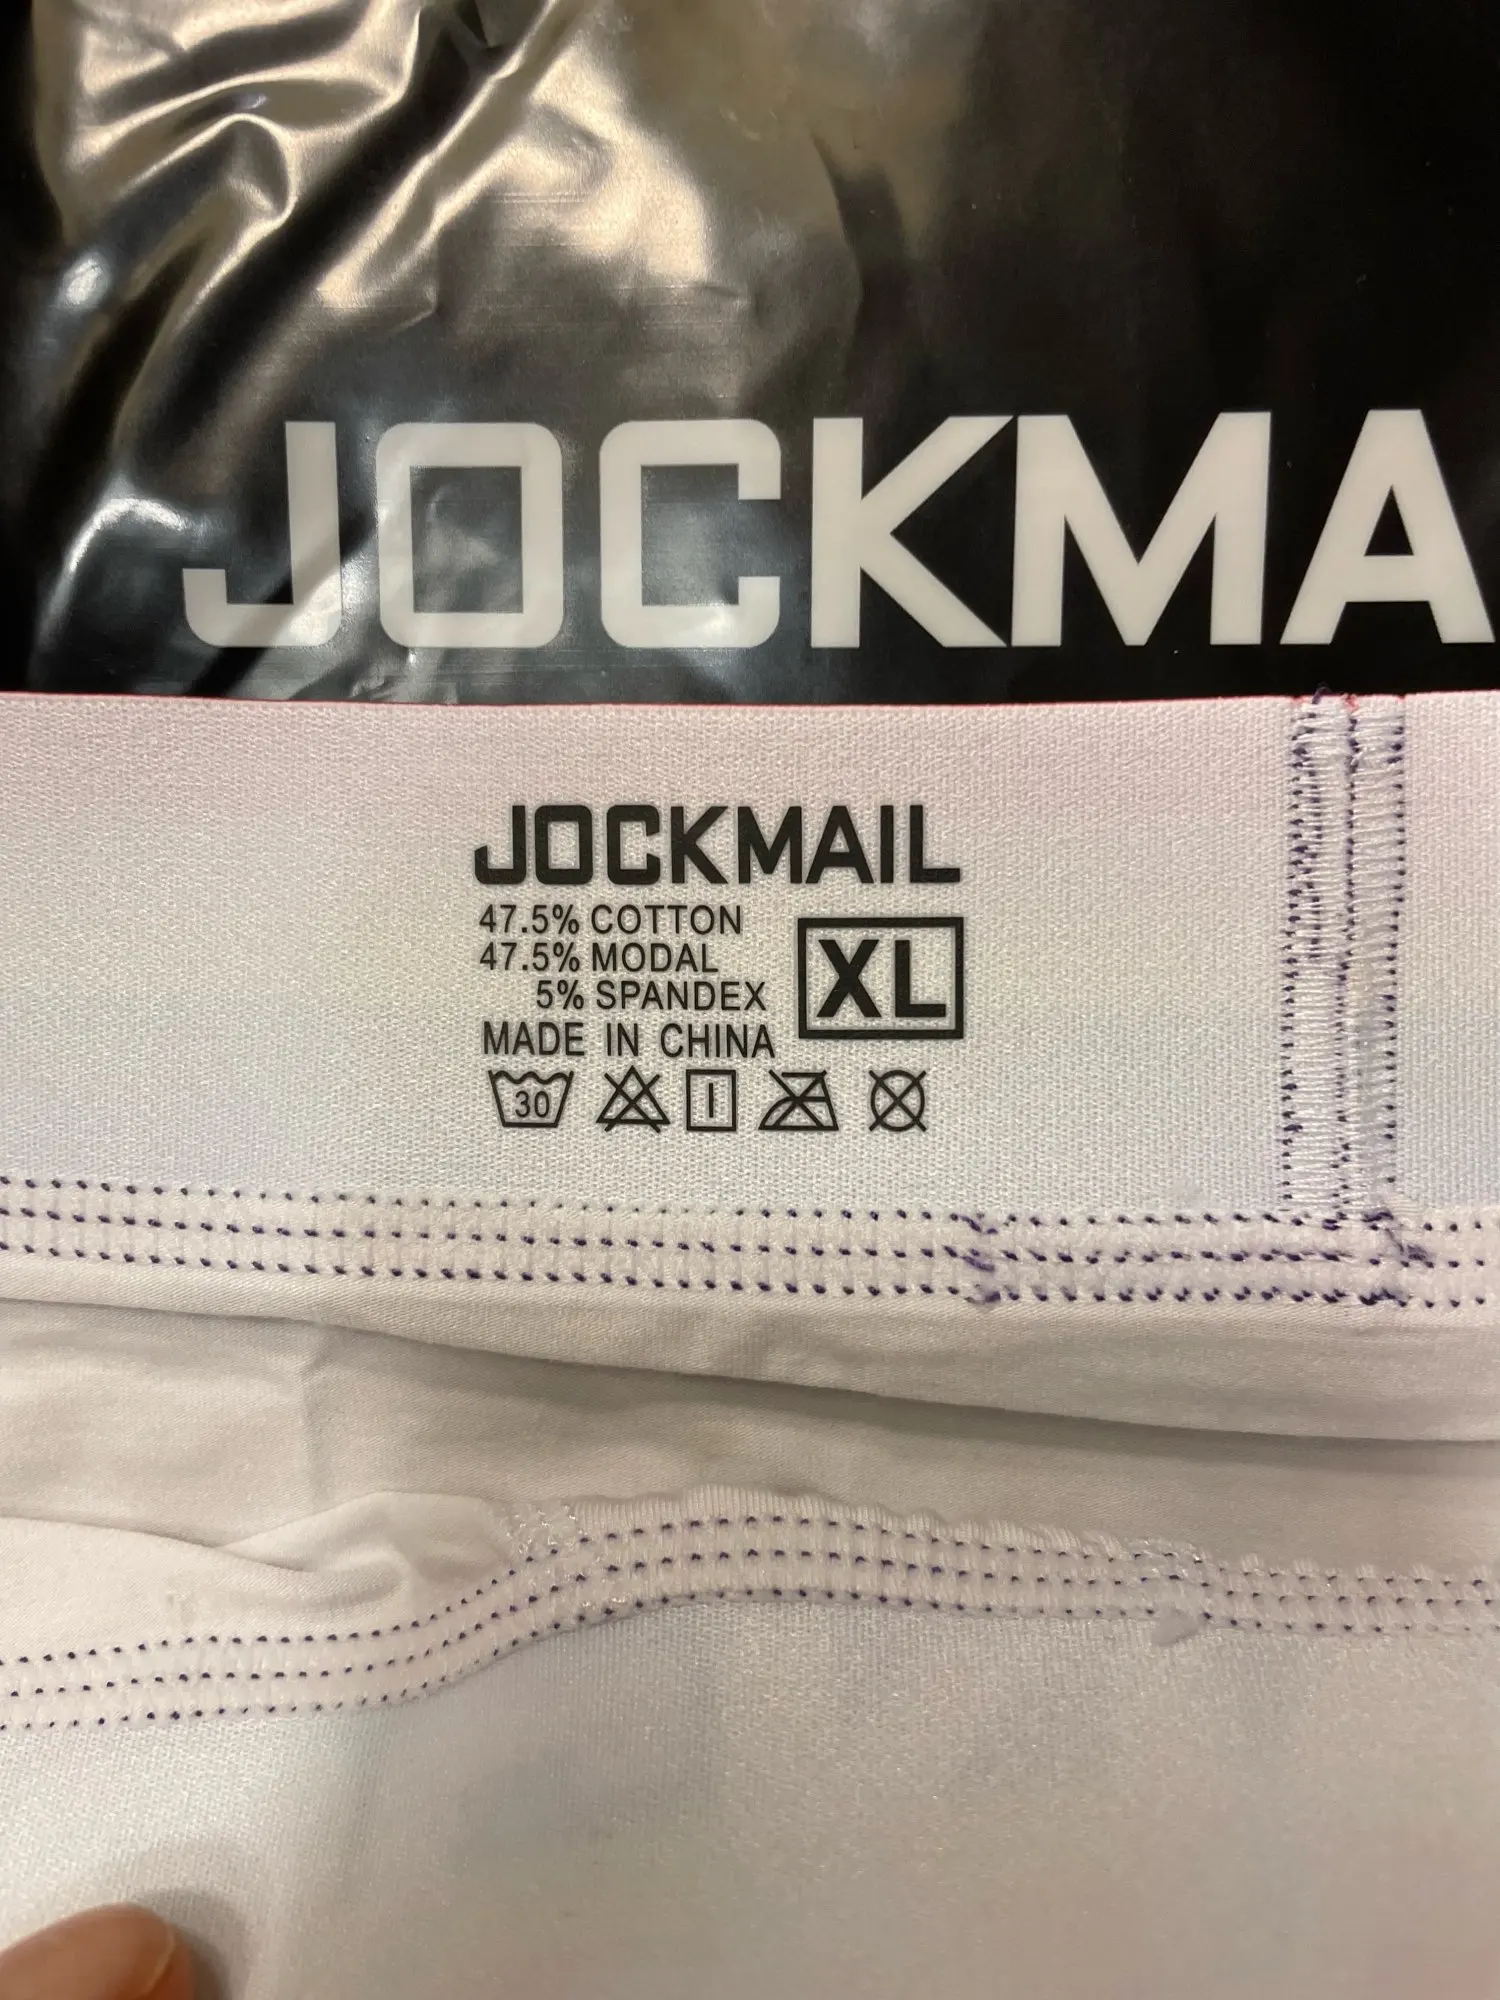 JOCKMA
JOCKMAIL
47.5% COTTON
47.5% MODAL
5% SPANDEX
XL
MADE IN CHINA
30